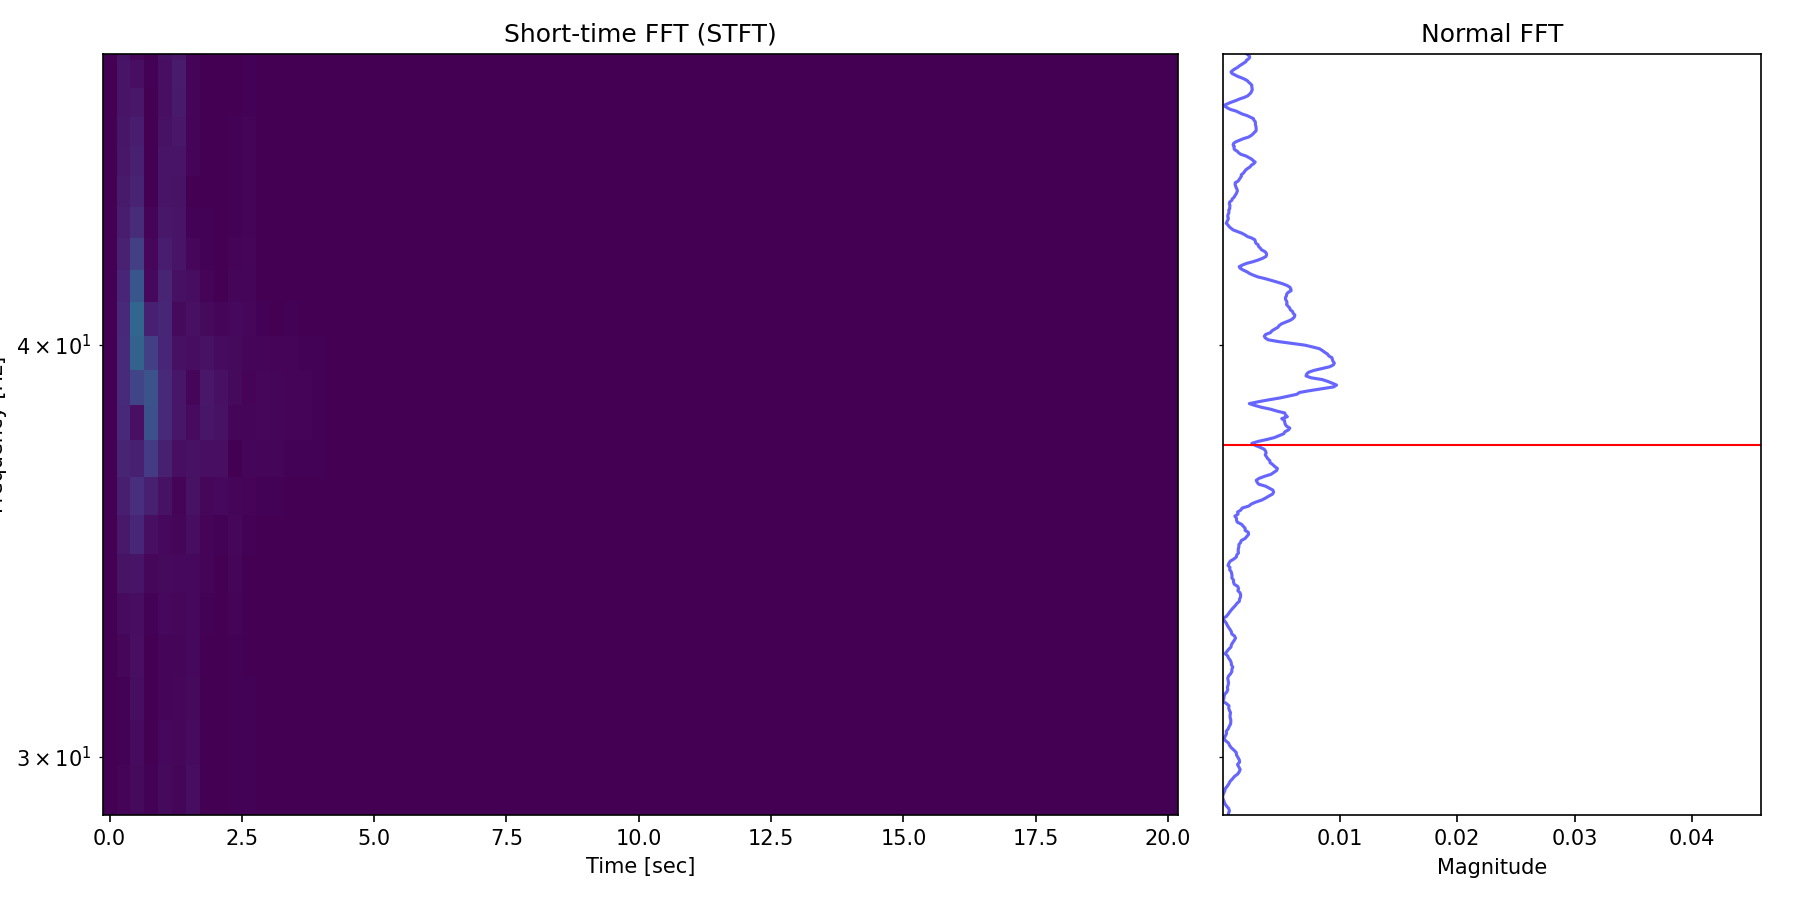 Short-time FFT (STFT)
Normal FFT
4 × 10¹
3 × 10¹
0.0 2.5 5.0 7.5 10.0 12.5 15.0 17.5 20.0
Time [sec]
0.01 0.02 0.03 0.04
Magnitude